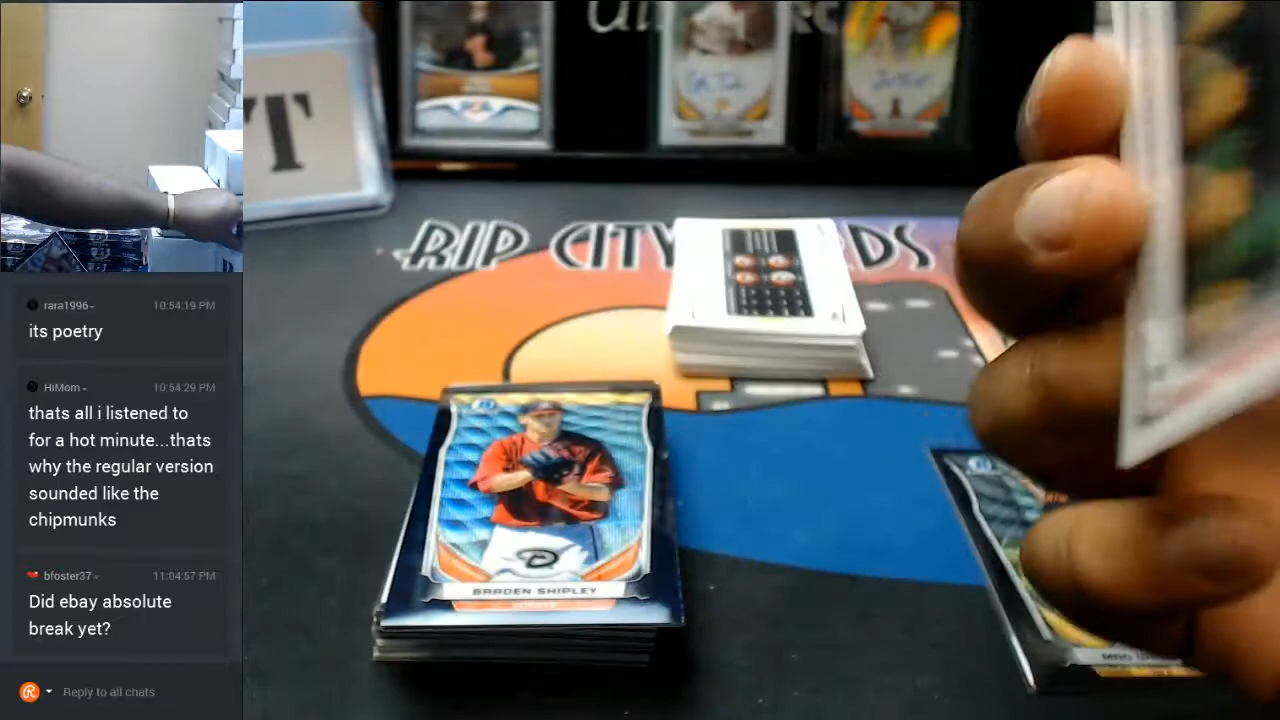 rara1996
10:54:19 PM
its poetry
HiMom
10:54:29 PM
thats all i listened to
for a hot minute...thats
why the regular version
sounded like the
chipmunks
bfoster37
11:04:57 PM
Did ebay absolute
break yet?
Reply to all chats
T
RIP CITY RDS
BRADEN SHIPLEY